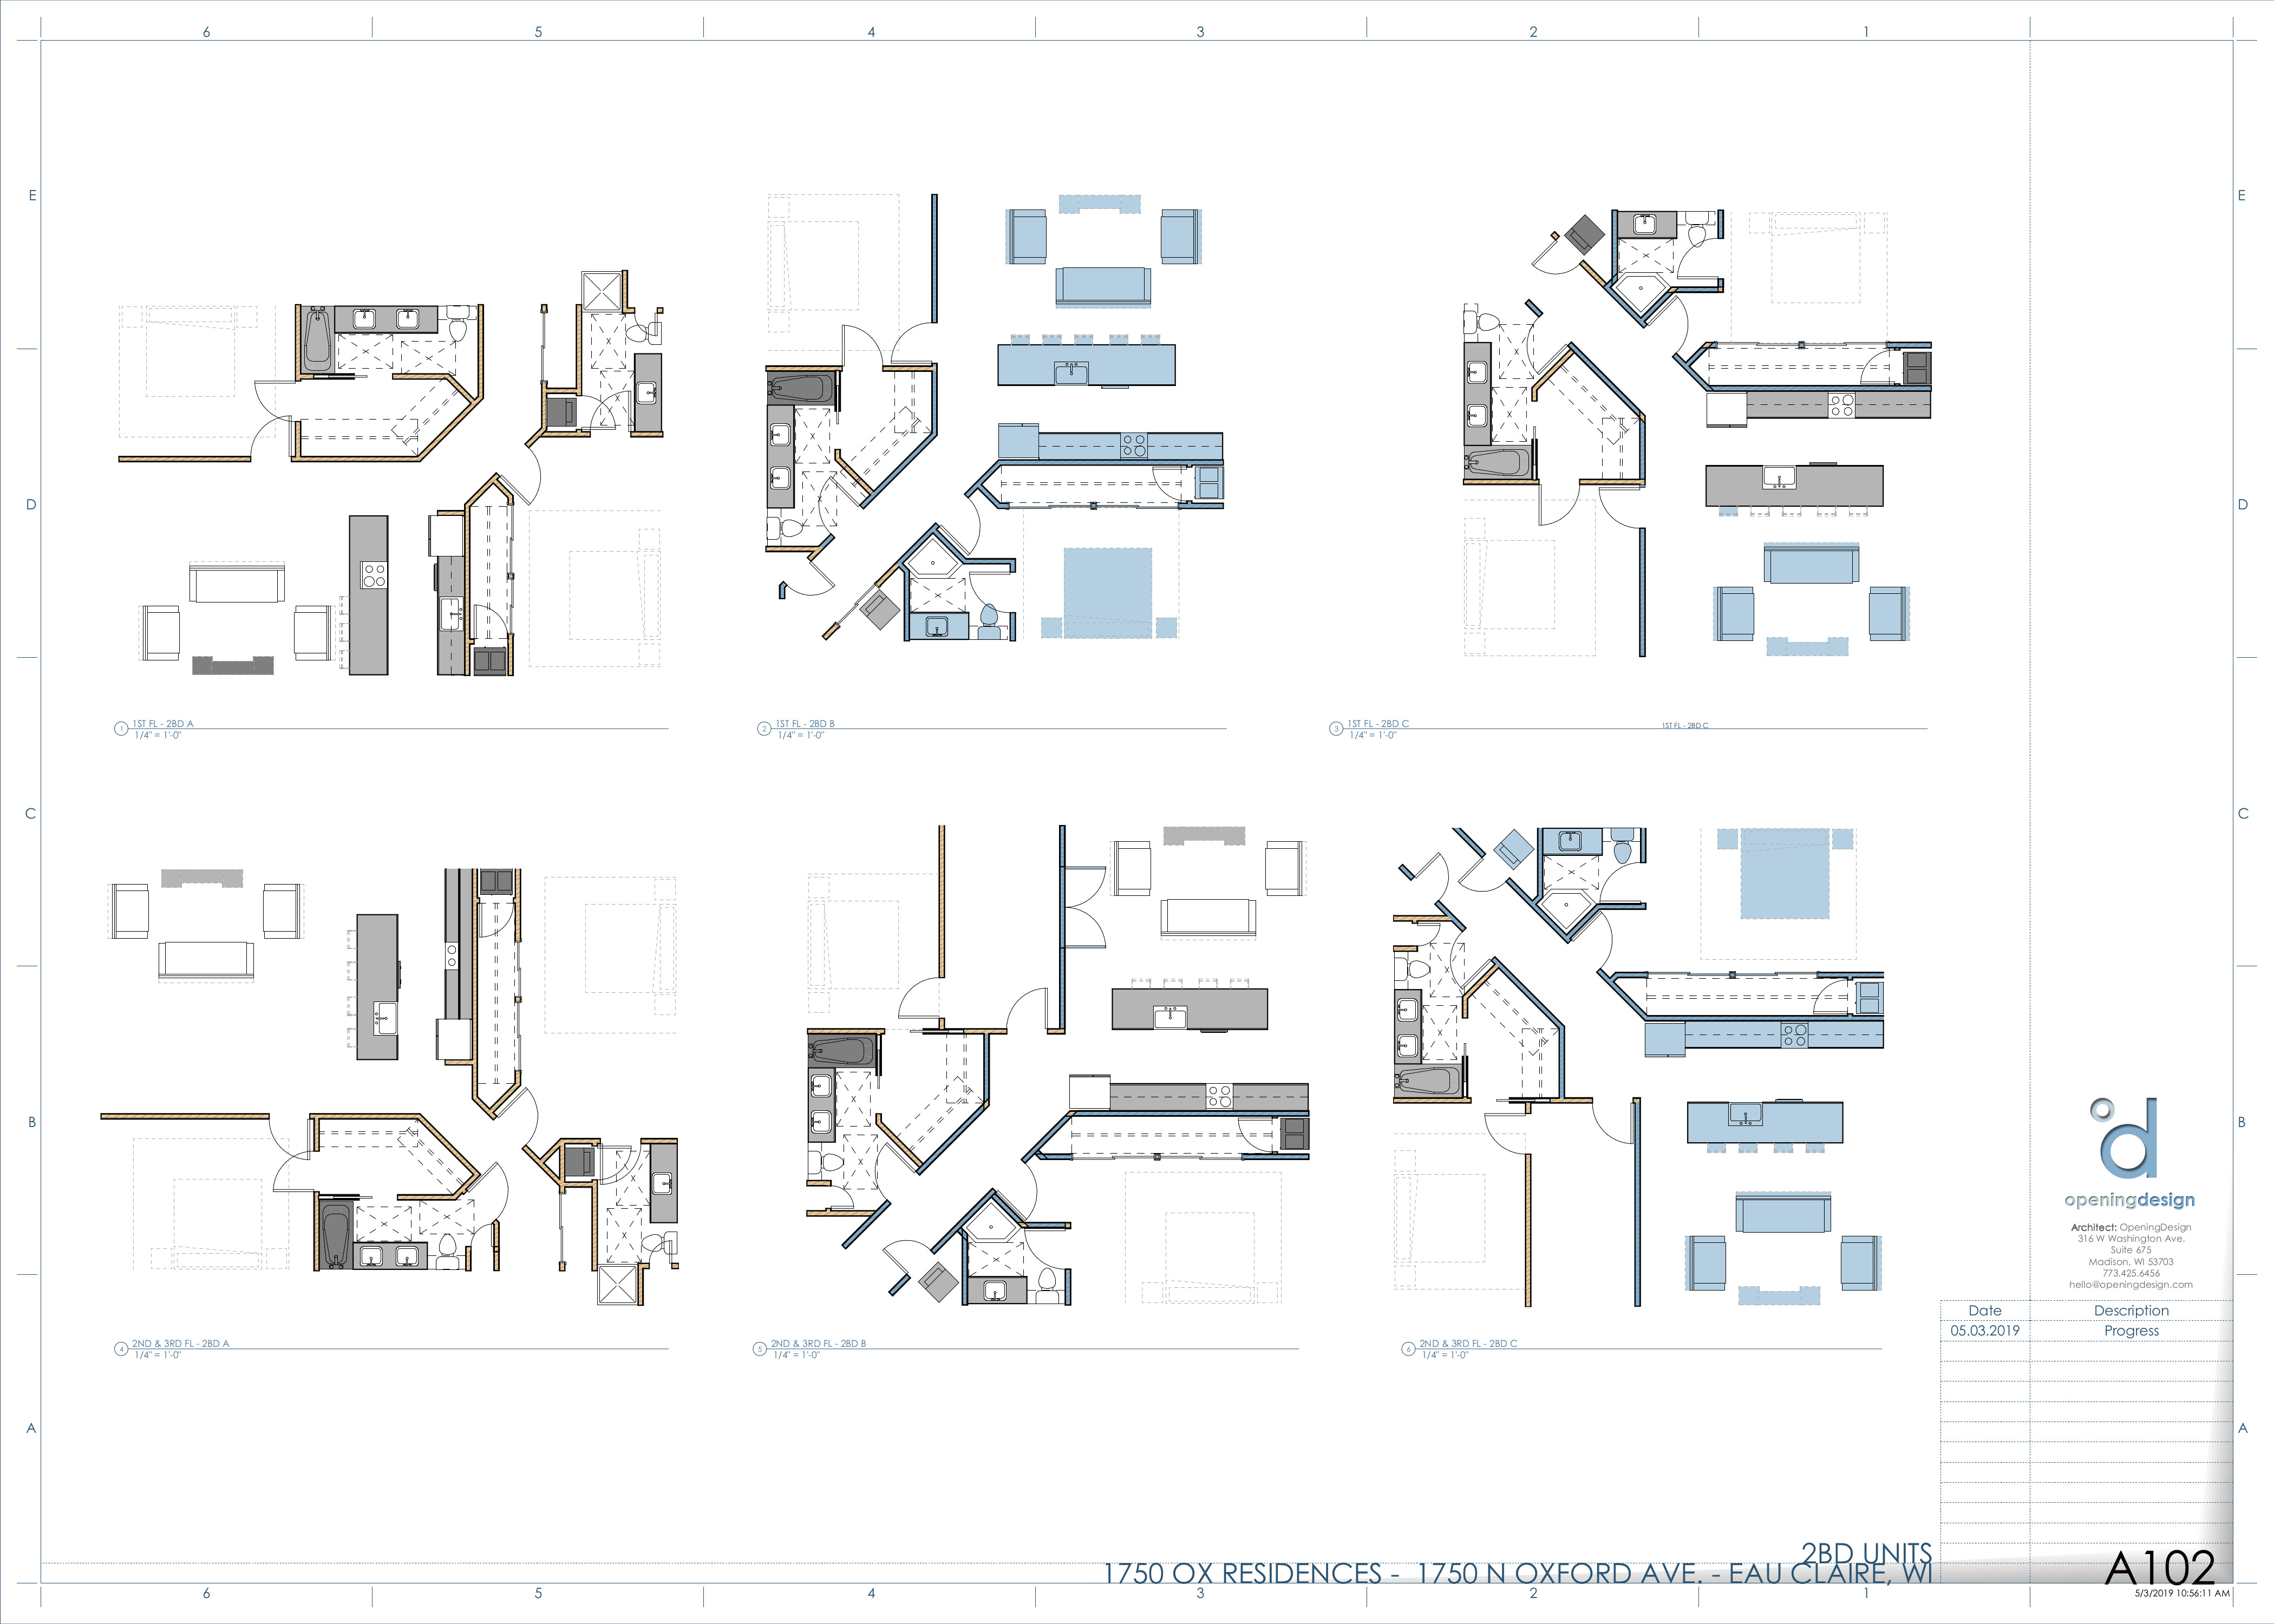 6 5 4 3 2 1
E E
D D
C C
B B
A A
1 1ST FL - 2BD A
1/4" = 1'-0"
2 1ST FL - 2BD B
1/4" = 1'-0"
3 1ST FL - 2BD C
1/4" = 1'-0"
1ST FL - 2BD C
4 2ND & 3RD FL - 2BD A
1/4" = 1'-0"
5 2ND & 3RD FL - 2BD B
1/4" = 1'-0"
6 2ND & 3RD FL - 2BD C
1/4" = 1'-0"
d
openingdesign
Architect: OpeningDesign
316 W Washington Ave.
Suite 675
Madison, WI 53703
773.425.6456
hello@openingdesign.com
Date Description
05.03.2019 Progress
2BD UNITS
1750 OX RESIDENCES - 1750 N OXFORD AVE. - EAU CLAIRE, WI
A102
5/3/2019 10:56:11 AM
6 5 4 3 2 1